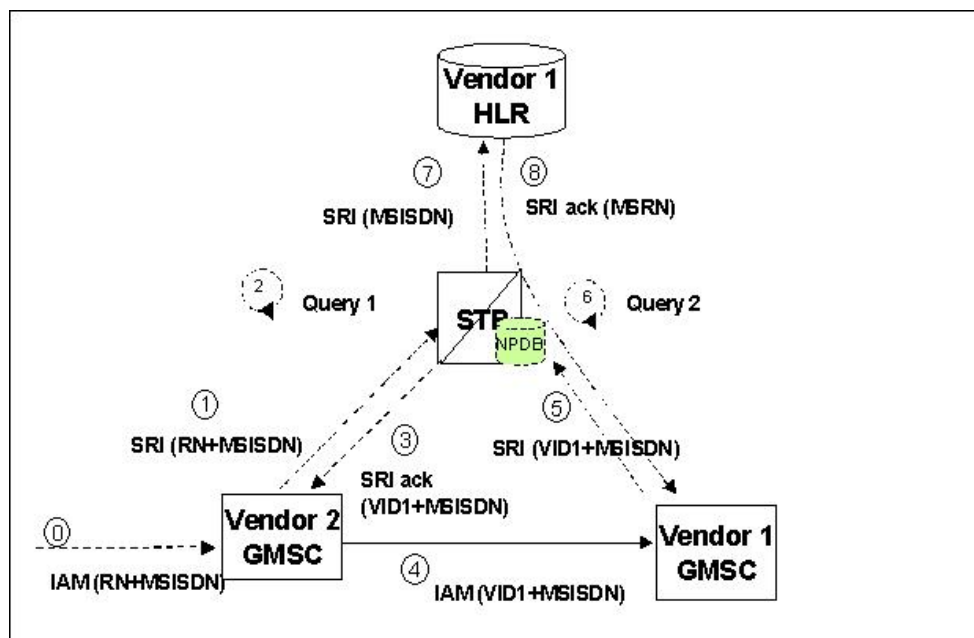 Vendor 1
HLR
7
8
SRI (MSISDN)
SRI ack (MSRN)
2
Query 1
STP
NPDB
6
Query 2
1
SRI (RN+MSISDN)
3
SRI ack
(VID1+MSISDN)
5
SRI (VID1+MSISDN)
0
IAM (RN+MSISDN)
Vendor 2
GMSC
4
IAM (VID1+MSISDN)
Vendor 1
GMSC